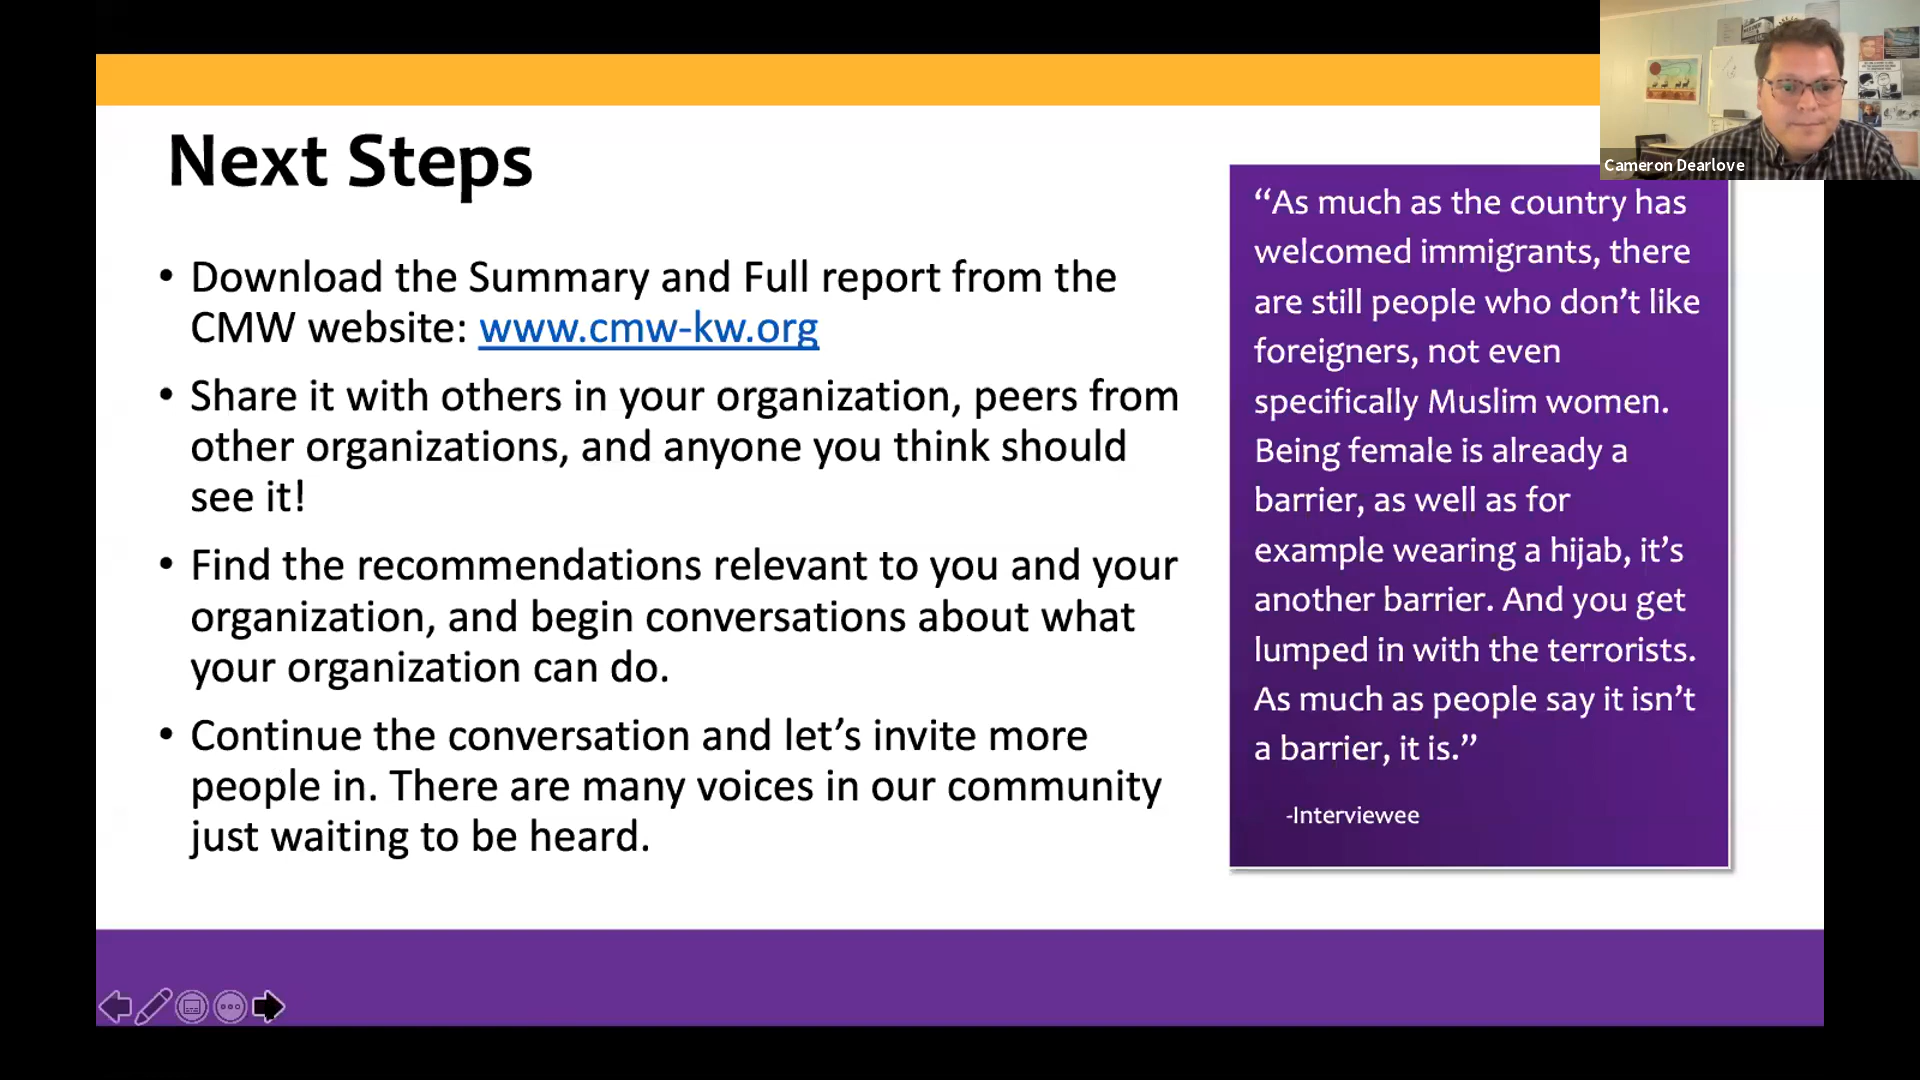 Next Steps
• Download the Summary and Full report from the
CMW website: www.cmw-kw.org
• Share it with others in your organization, peers from
other organizations, and anyone you think should
see it!
• Find the recommendations relevant to you and your
organization, and begin conversations about what
your organization can do.
• Continue the conversation and let’s invite more
people in. There are many voices in our community
just waiting to be heard.
Cameron Dearlove
“As much as the country has
welcomed immigrants, there
are still people who don’t like
foreigners, not even
specifically Muslim women.
Being female is already a
barrier, as well as for
example wearing a hijab, it’s
another barrier. And you get
lumped in with the terrorists.
As much as people say it isn’t
a barrier, it is.”
-Interviewee